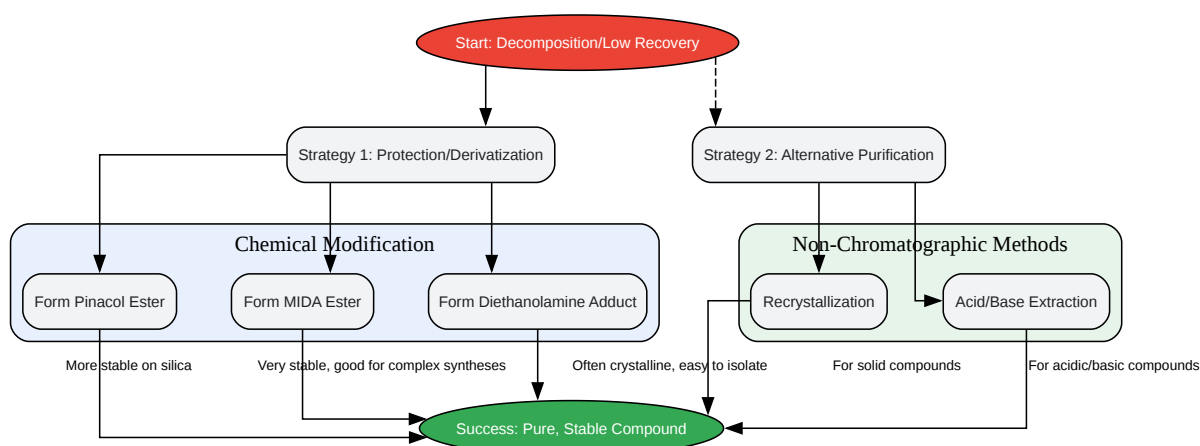 Start: Decomposition/Low Recovery
Strategy 1: Protection/Derivatization
Strategy 2: Alternative Purification
Chemical Modification
Non-Chromatographic Methods
Form Pinacol Ester
Form MIDA Ester
Form Diethanolamine Adduct
Recrystallization
Acid/Base Extraction
More stable on silica
Very stable, good for complex syntheses
Often crystalline, easy to isolate
For solid compounds
For acidic/basic compounds
Success: Pure, Stable Compound